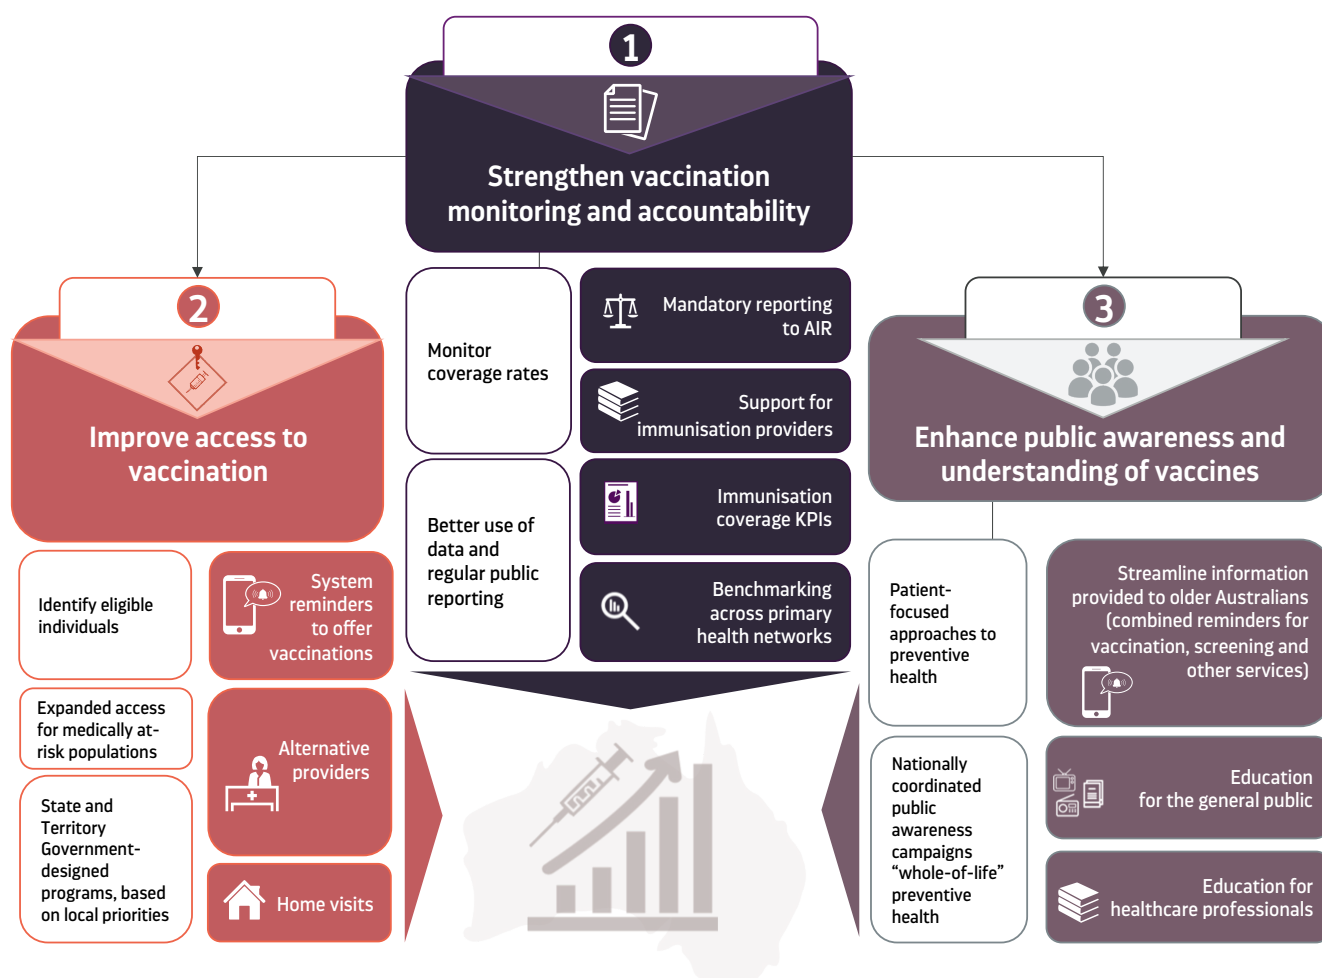 1
Strengthen vaccination
monitoring and accountability
Monitor
coverage rates
Better use of
data and
regular public
reporting
Mandatory reporting
to AIR
Support for
immunisation providers
Immunisation
coverage KPIs
Benchmarking
across primary
health networks
2
Improve access to
vaccination
Identify eligible
individuals
Expanded access
for medically at-
risk populations
State and
Territory
Government-
designed
programs, based
on local priorities
System
reminders
to offer
vaccinations
Alternative
providers
Home visits
3
Enhance public awareness and
understanding of vaccines
Patient-
focused
approaches to
preventive
health
Nationally
coordinated
public
awareness
campaigns
“whole-of-life”
preventive
health
Streamline information
provided to older Australians
(combined reminders for
vaccination, screening and
other services)
Education
for the general public
Education for
healthcare professionals